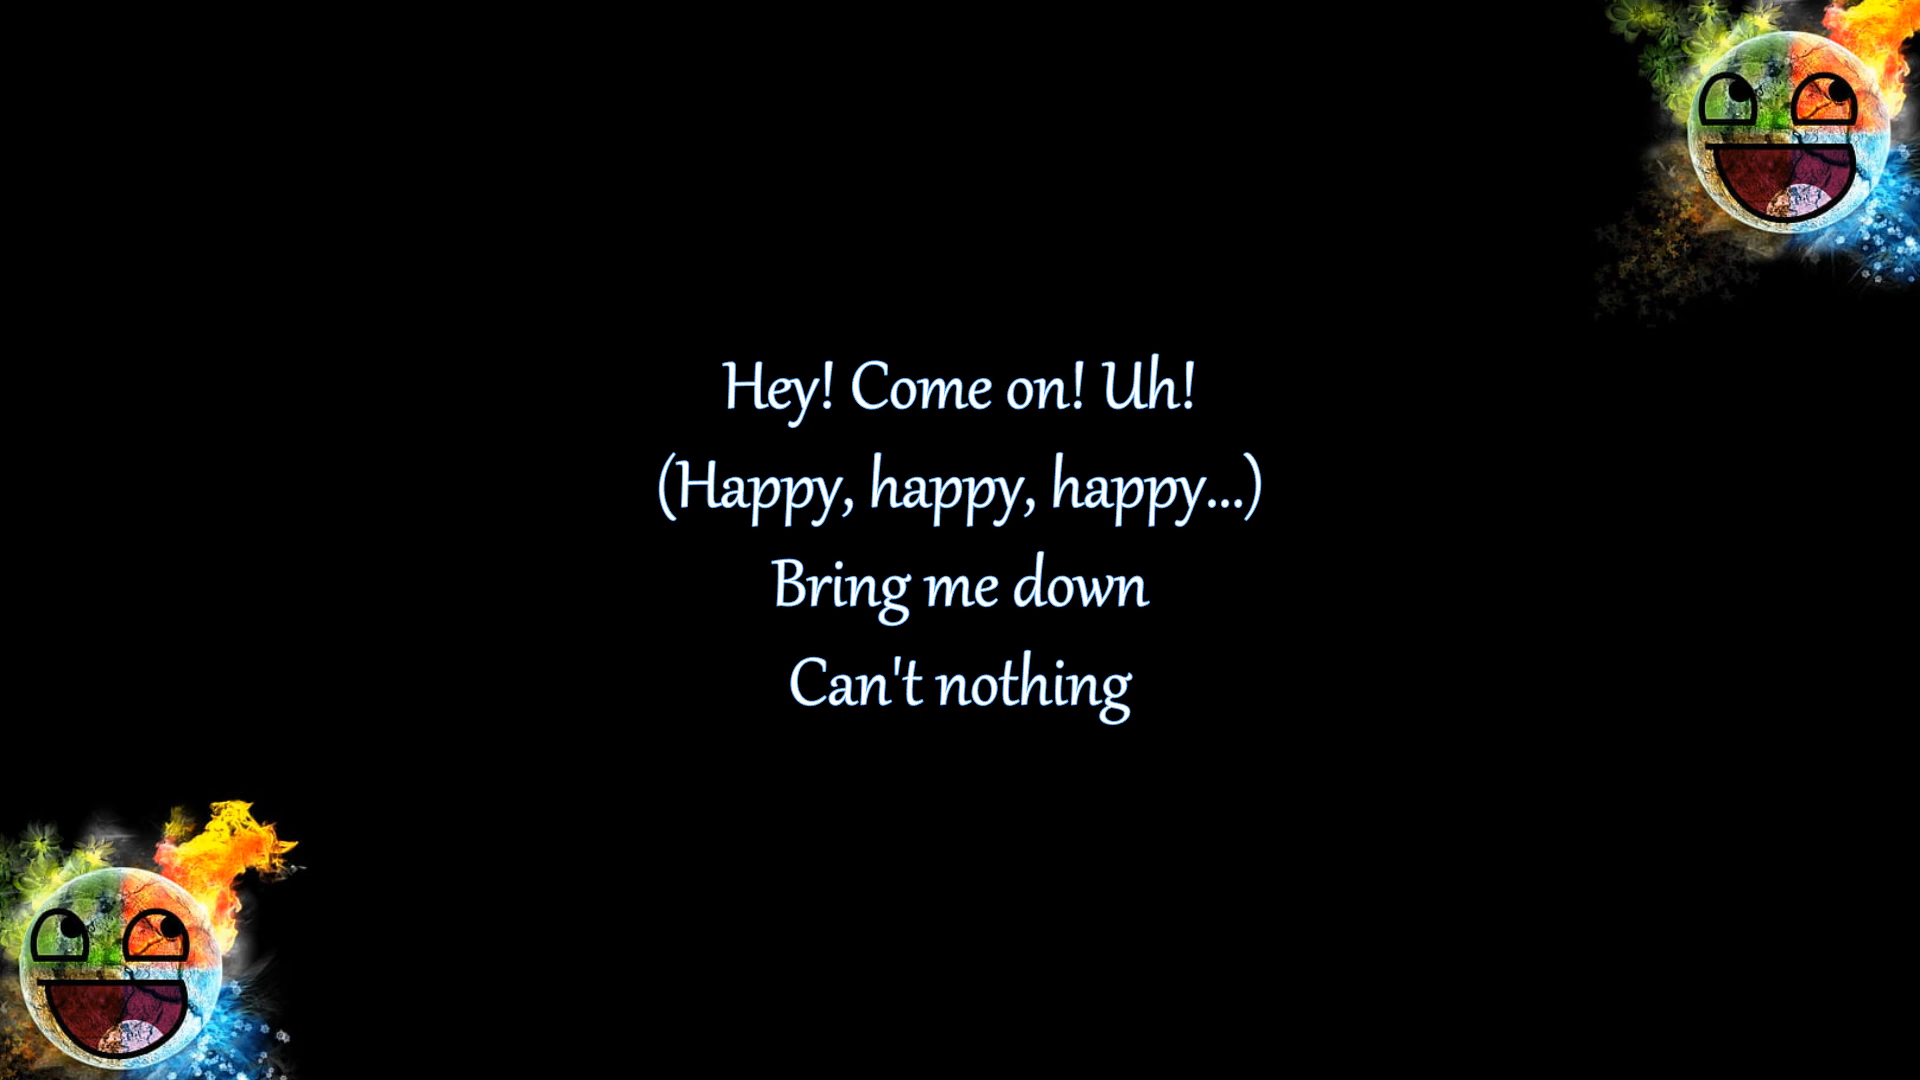 Hey! Come on! Uh!
(Happy, happy, happy...)
Bring me down
Can't nothing